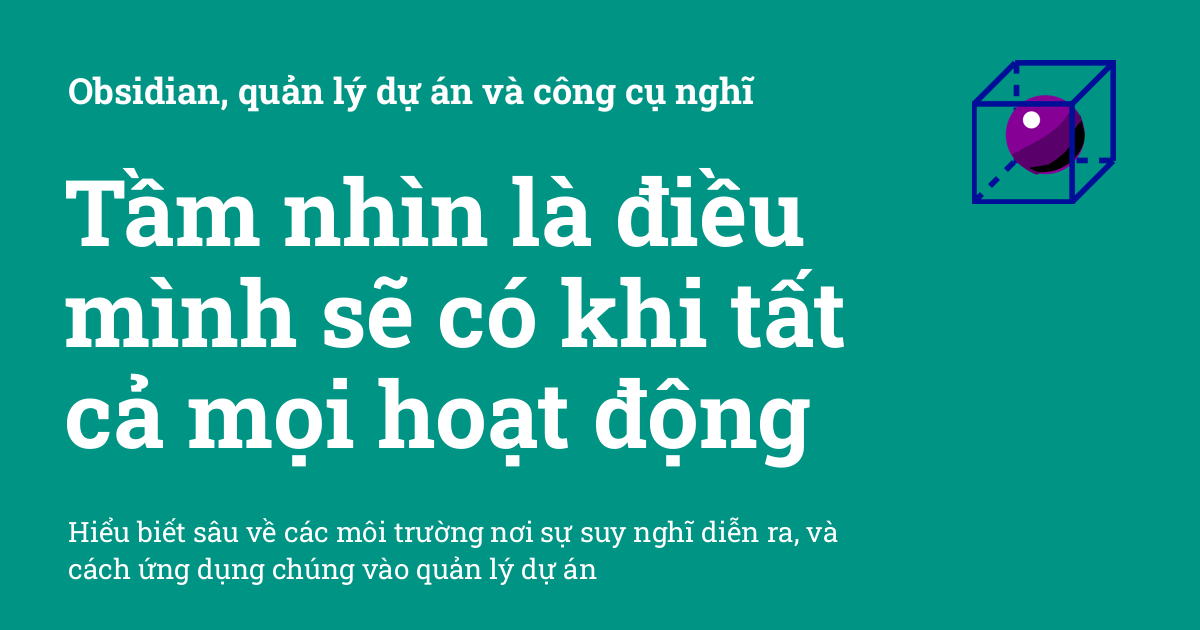 Obsidian, quản lý dự án và công cụ nghĩ
Tầm nhìn là điều
mình sẽ có khi tất
cả mọi hoạt động
Hiểu biết sâu về các môi trường nơi sự suy nghĩ diễn ra, và
cách ứng dụng chúng vào quản lý dự án